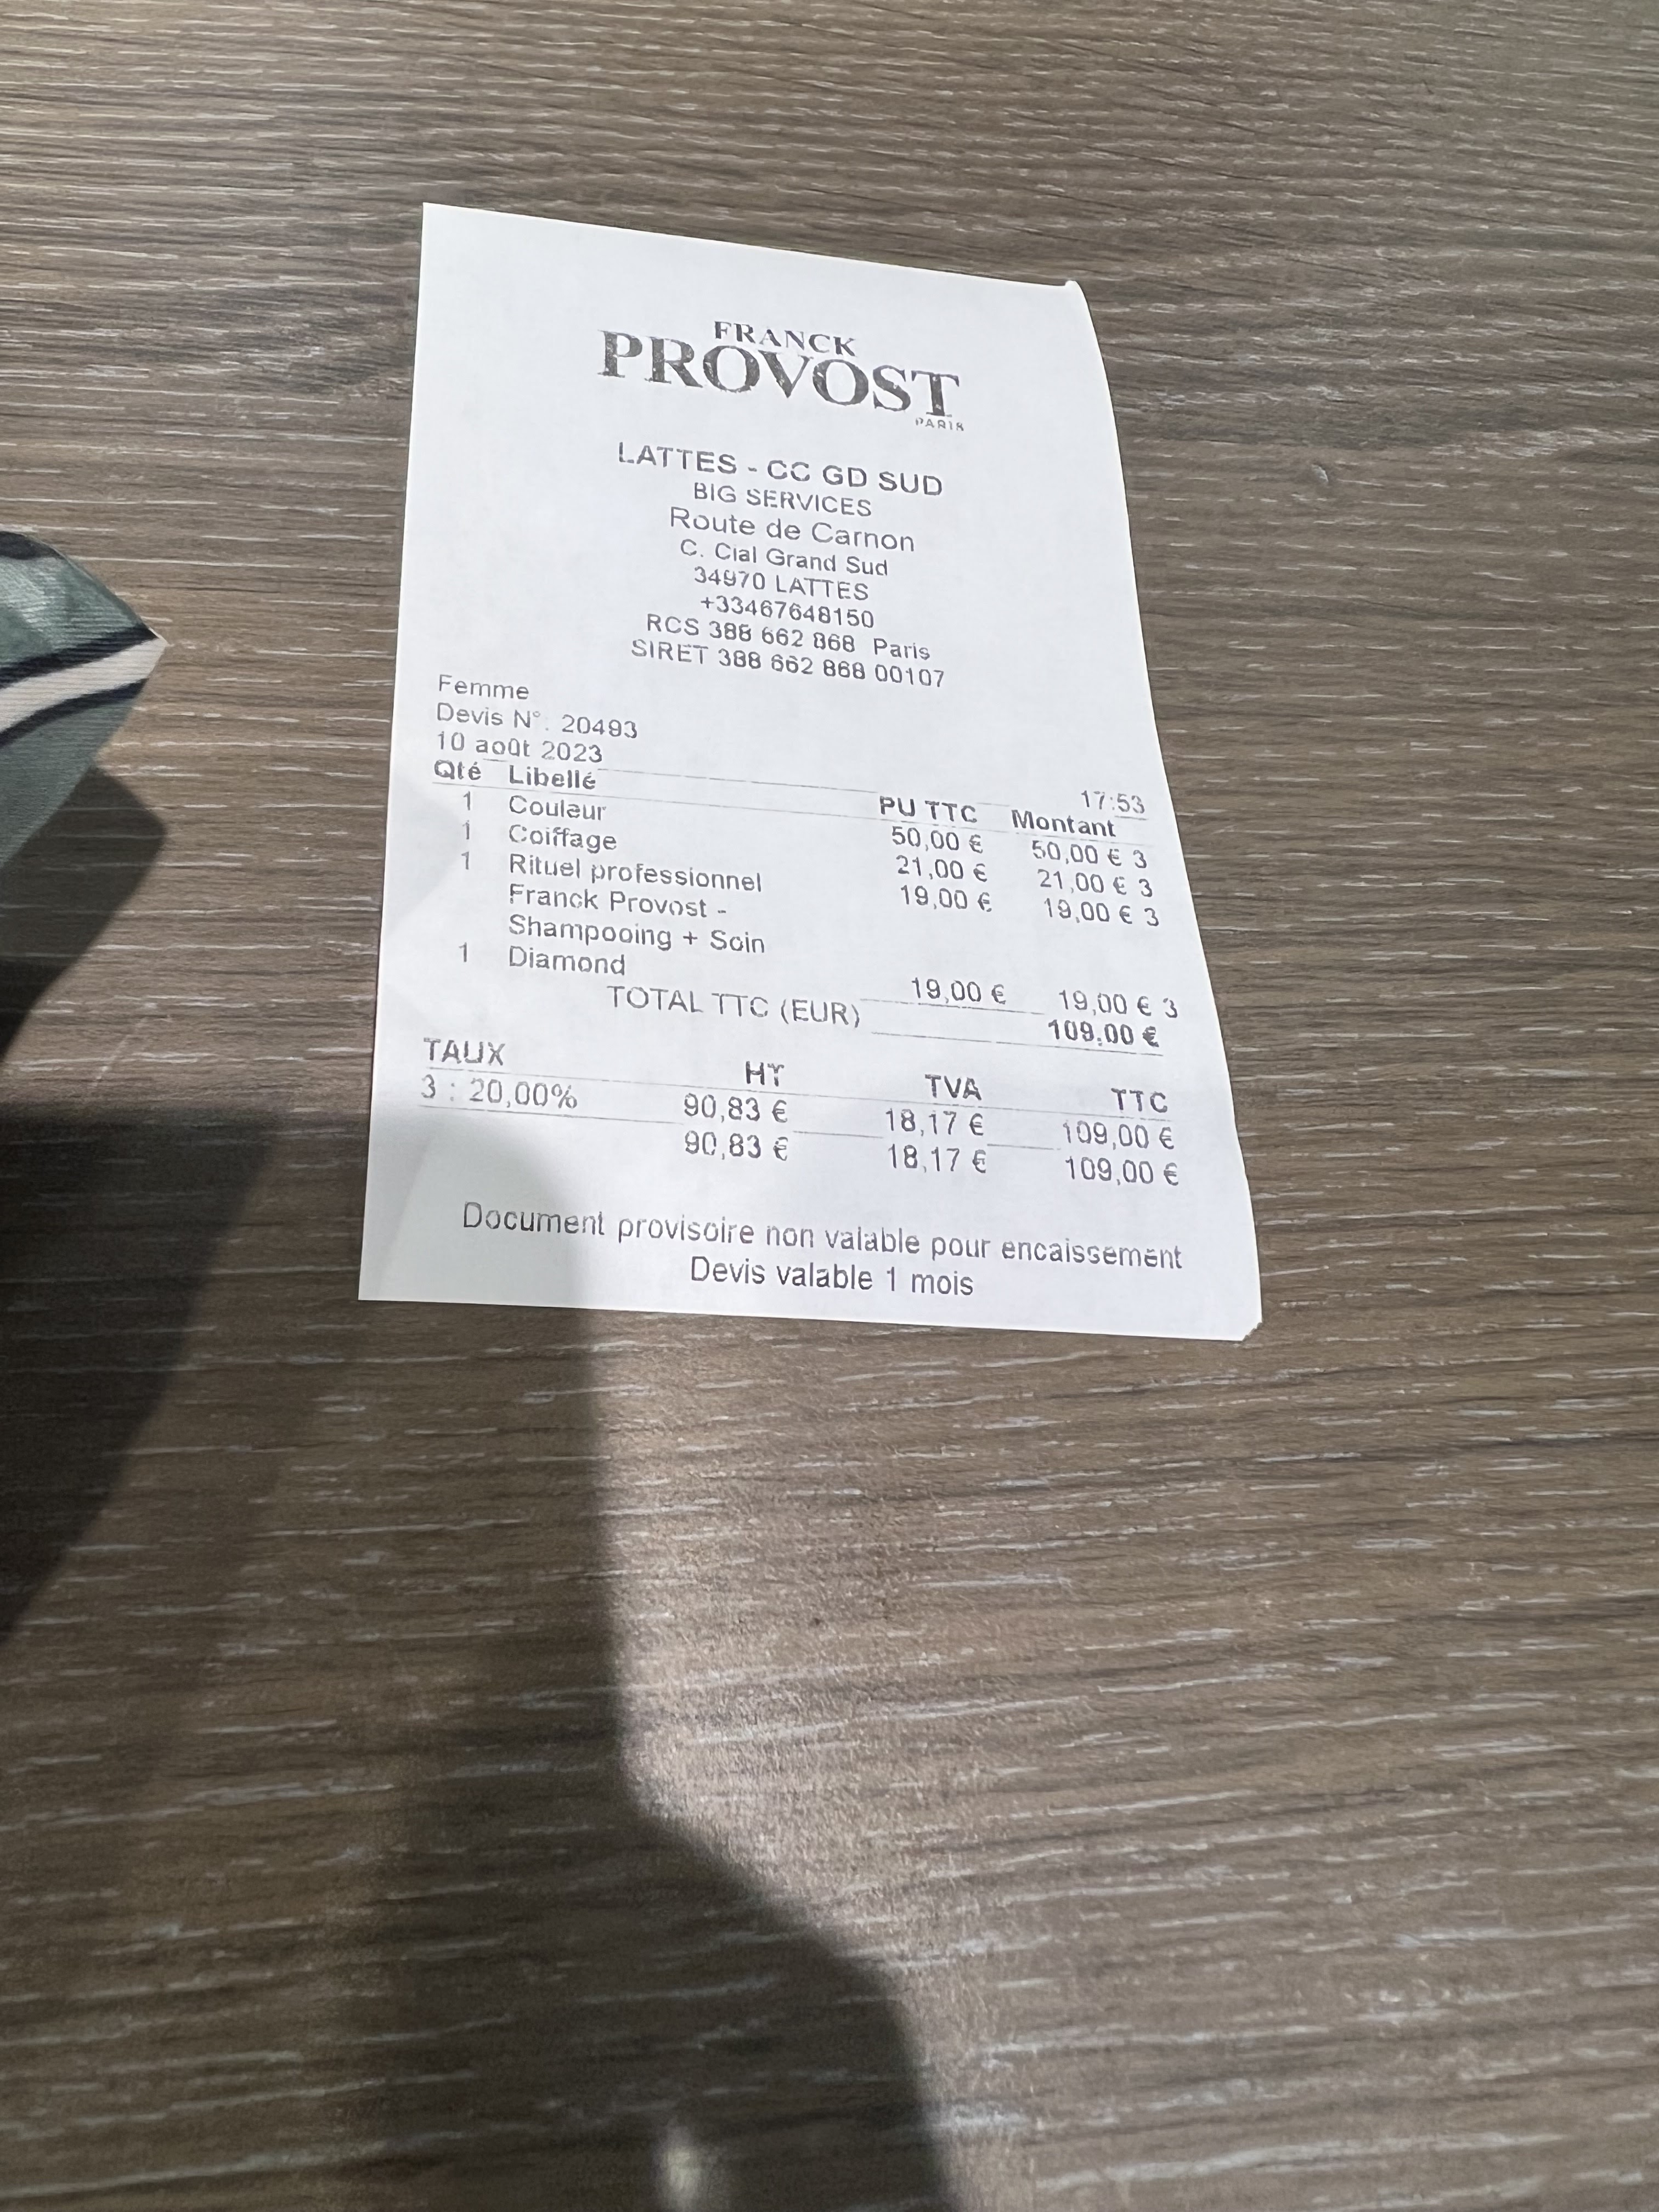 FRANCK
PROVOST
PARIS
LATTES - CC GD SUD
BIG SERVICES
Route de Carnon
C. Cial Grand Sud
34970 LATTES
+33467648150
RCS 388 662 868 Paris
SIRET 388 662 868 00107
Femme
Devis N° : 20493
10 août 2023 17:53
Qté Libellé PU TTC Montant
1 Couleur 50,00 € 50,00 € 3
1 Coiffage 21,00 € 21,00 € 3
1 Rituel professionnel 19,00 € 19,00 € 3
Franck Provost -
Shampooing + Soin
1 Diamond 19,00 € 19,00 € 3
TOTAL TTC (EUR) 109.00 €
TAUX HT TVA TTC
3 : 20,00% 90,83 € 18,17 € 109,00 €
90,83 € 18,17 € 109,00 €
Document provisoire non valable pour encaissement
Devis valable 1 mois